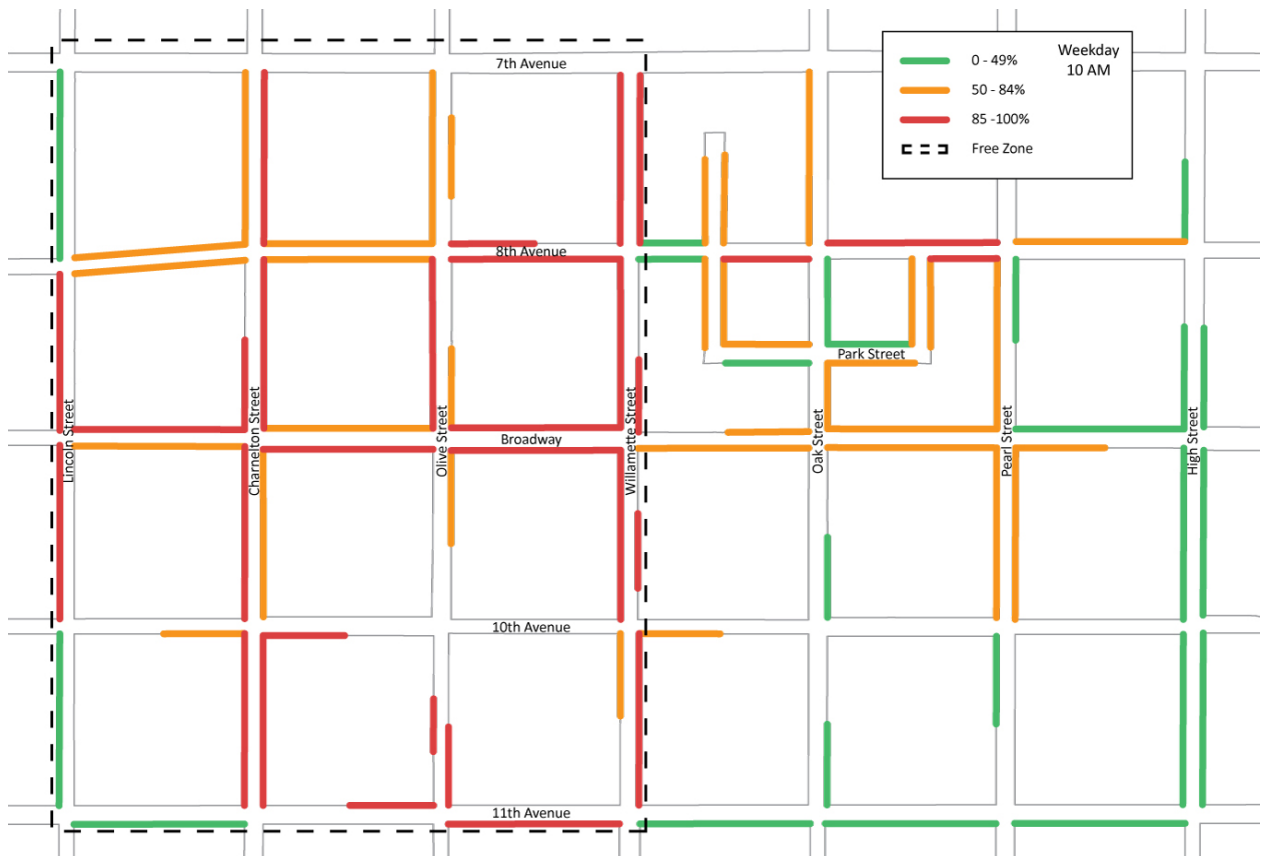 7th Avenue
0 - 49%
50 - 84%
85 -100%
Free Zone
Weekday
10 AM
8th Avenue
Park Street
Lincoln Street
Charnelton Street
Olive Street
Broadway
Willamette Street
Oak Street
Pearl Street
High Street
10th Avenue
11th Avenue